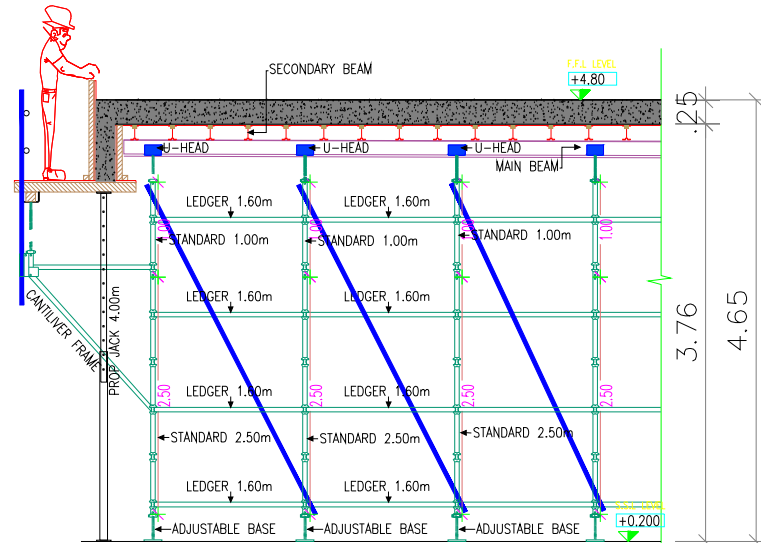 SECONDARY BEAM
F.F.L LEVEL
+4.80
.25
U-HEAD
U-HEAD
U-HEAD
MAIN BEAM
LEDGER 1.60m
LEDGER 1.60m
1.00
1.00
1.00
1.00
STANDARD 1.00m
STANDARD 1.00m
STANDARD 1.00m
CANTILIVER FRAME
PROP JACK 4.00m
LEDGER 1.60m
LEDGER 1.60m
3.76
4.65
LEDGER 1.60m
LEDGER 1.60m
2.50
2.50
2.50
2.50
STANDARD 2.50m
STANDARD 2.50m
STANDARD 2.50m
LEDGER 1.60m
LEDGER 1.60m
LEVEL
+0.200
ADJUSTABLE BASE
ADJUSTABLE BASE
ADJUSTABLE BASE